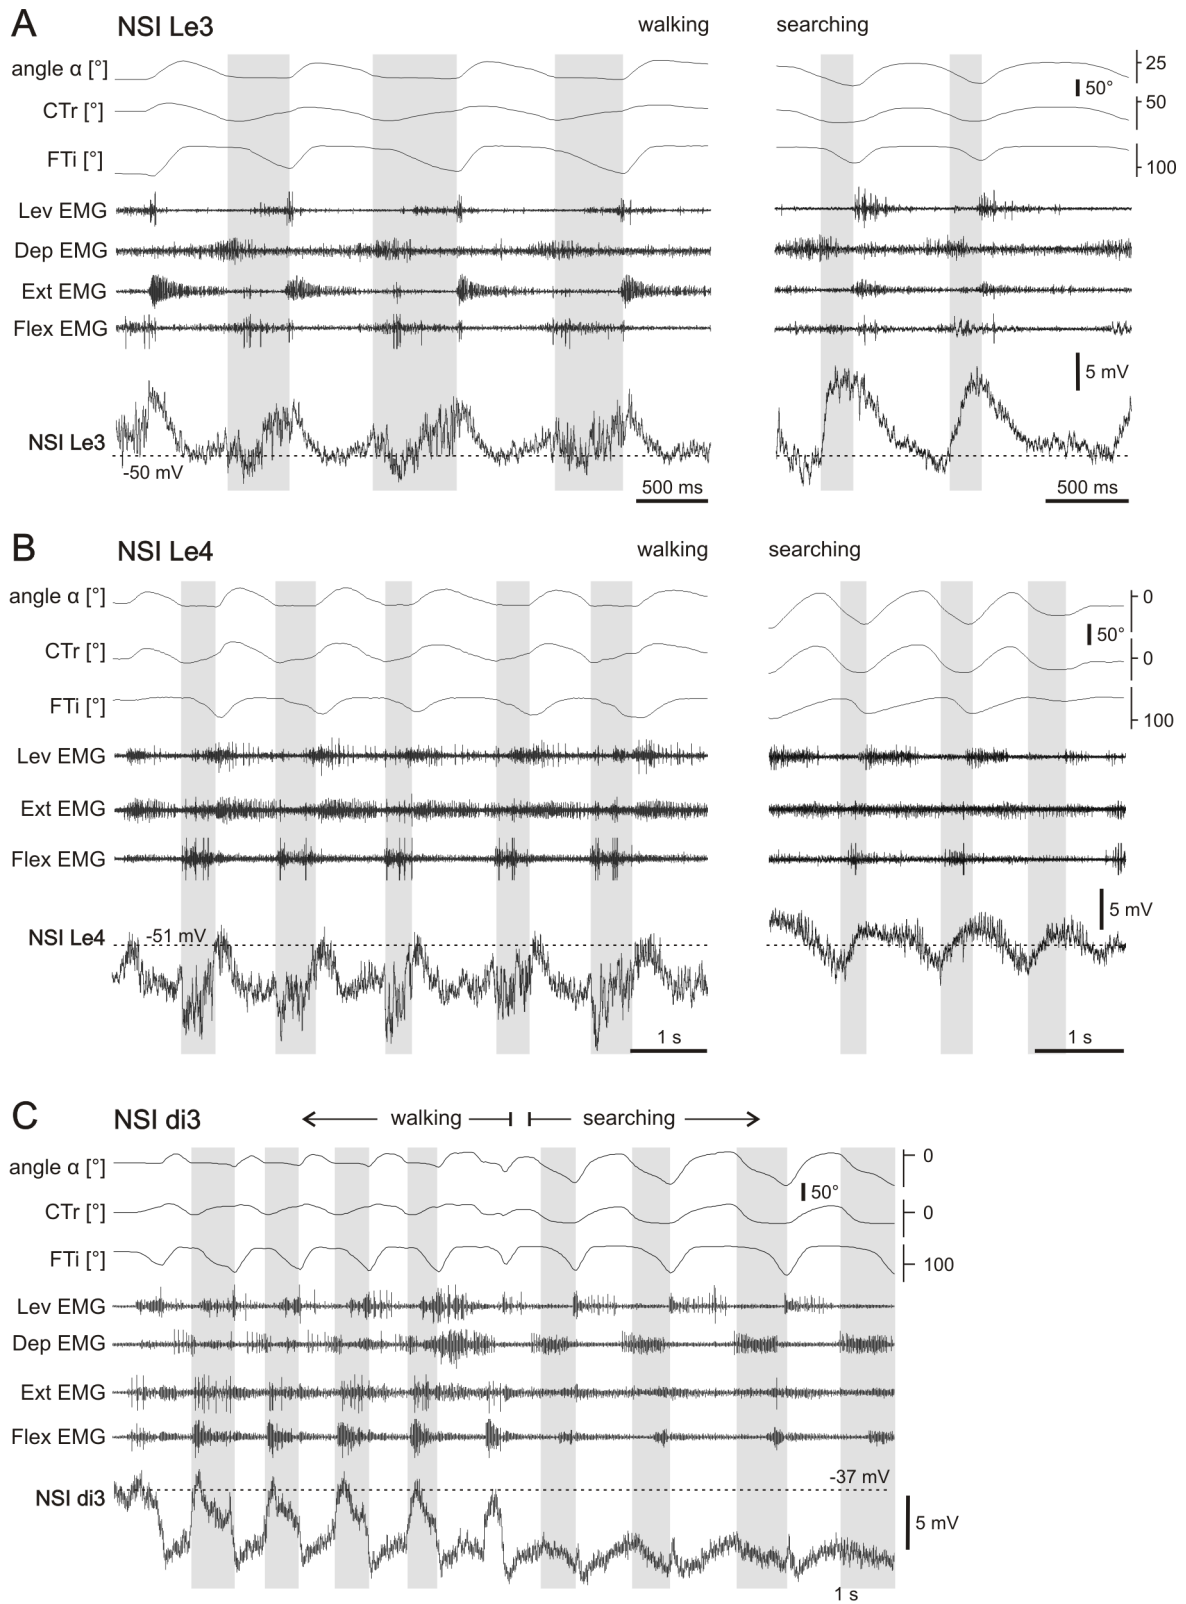 A NSI Le3 walking searching
angle α [°] 25
50°
CTr [°] 50
FTi [°] 100
Lev EMG
Dep EMG
Ext EMG
Flex EMG
5 mV
NSI Le3
-50 mV
500 ms 500 ms
B NSI Le4 walking searching
angle α [°] 0
50°
CTr [°] 0
FTi [°] 100
Lev EMG
Ext EMG
Flex EMG
5 mV
NSI Le4 -51 mV
1 s 1 s
C NSI di3 walking searching
angle α [°] 0
50°
CTr [°] 0
FTi [°] 100
Lev EMG
Dep EMG
Ext EMG
Flex EMG
-37 mV
NSI di3
5 mV
1 s